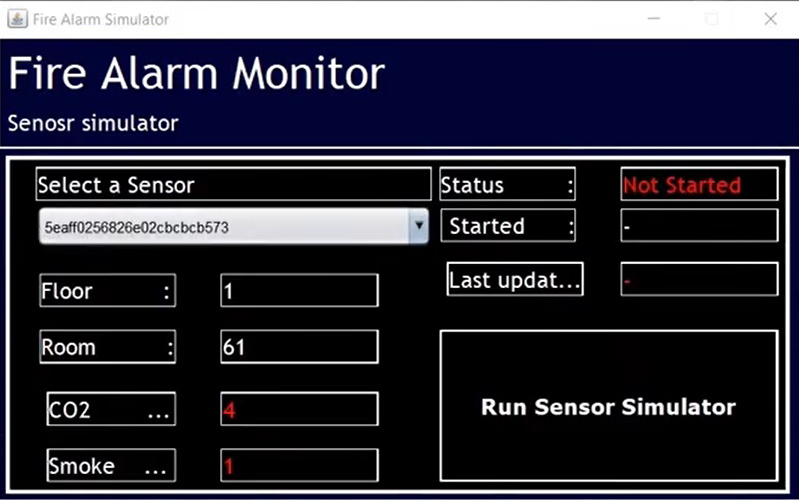 Fire Alarm Simulator
Fire Alarm Monitor
Senosr simulator
Select a Sensor
5eaff0256826e02cbcbcb573
Floor :
1
Room :
61
CO2 ...
4
Smoke ...
1
Status :
Not Started
Started :
-
Last updat...
-
Run Sensor Simulator